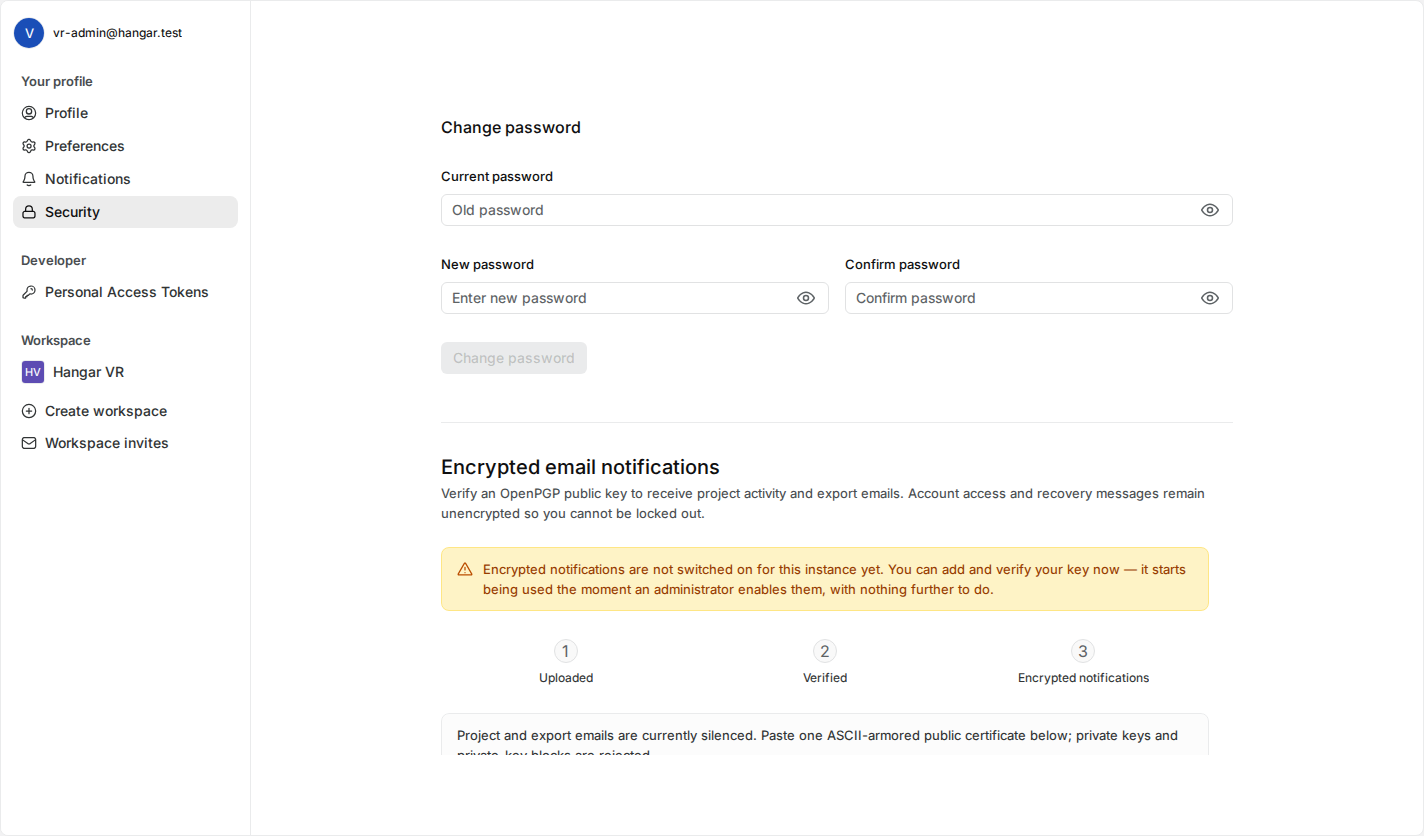 V
vr-admin@hangar.test
Your profile
Profile
Preferences
Notifications
Security
Developer
Personal Access Tokens
Workspace
HV
Hangar VR
Create workspace
Workspace invites
Change password
Current password
Old password
New password
Confirm password
Enter new password
Confirm password
Change password
Encrypted email notifications
Verify an OpenPGP public key to receive project activity and export emails. Account access and recovery messages remain
unencrypted so you cannot be locked out.
Encrypted notifications are not switched on for this instance yet. You can add and verify your key now — it starts
being used the moment an administrator enables them, with nothing further to do.
1
2
3
Uploaded
Verified
Encrypted notifications
Project and export emails are currently silenced. Paste one ASCII-armored public certificate below; private keys and
private-key blocks are rejected.